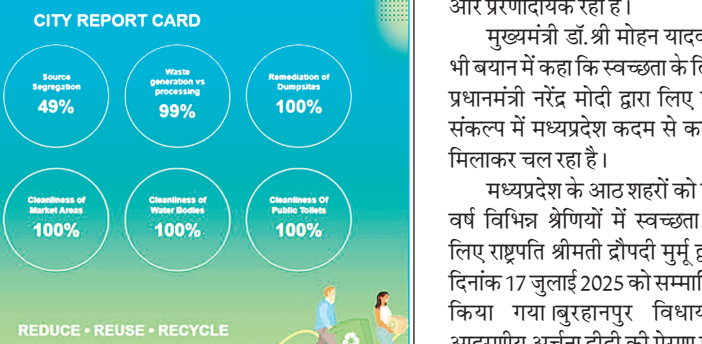 CITY REPORT CARD
Source
Segregation
49%
Waste
generation vs
processing
99%
Remediation of
Dumpsites
100%
Cleanliness of
Market Areas
100%
Cleanliness of
Water Bodies
100%
Cleanliness Of
Public Toilets
100%
REDUCE • REUSE • RECYCLE
और प्रेरणादायक रहा है।
मुख्यमंत्री डॉ.श्री मोहन यादव
भी बयान में कहा कि स्वच्छता के
प्रधानमंत्री नरेंद्र मोदी द्वारा लिए
संकल्प में मध्यप्रदेश कदम से
मिलाकर चल रहा है।
मध्यप्रदेश के आठ शहरों को
वर्ष विभिन्न श्रेणियों में स्वच्छता
लिए राष्ट्रपति श्रीमती द्रौपदी मुर्मू
दिनांक 17 जुलाई 2025 को
किया गया।बुरहानपुर